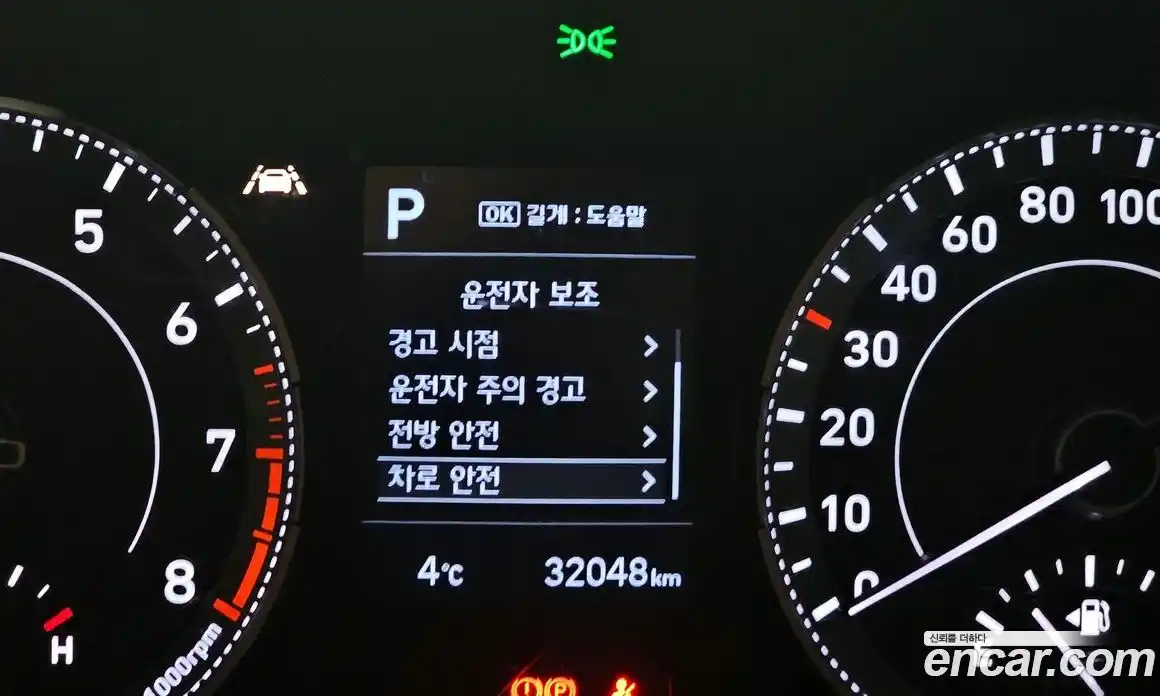 P
OK 길게 : 도움말
운전자 보조
경고 시점
운전자 주의 경고
전방 안전
차로 안전
4°C 32048km
5
6
7
8
1000rpm
H
0
10
20
30
40
60
80
100
P
신뢰를 더하다
encar.com